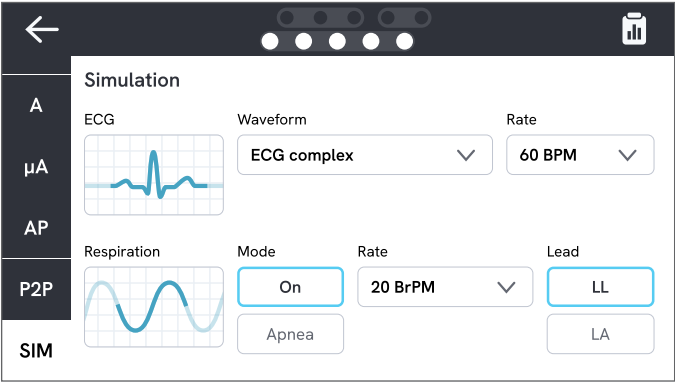 Simulation
A
µA
AP
P2P
SIM
ECG
Waveform
Rate
ECG complex
60 BPM
Respiration
Mode
Rate
Lead
On
20 BrPM
LL
Apnea
LA